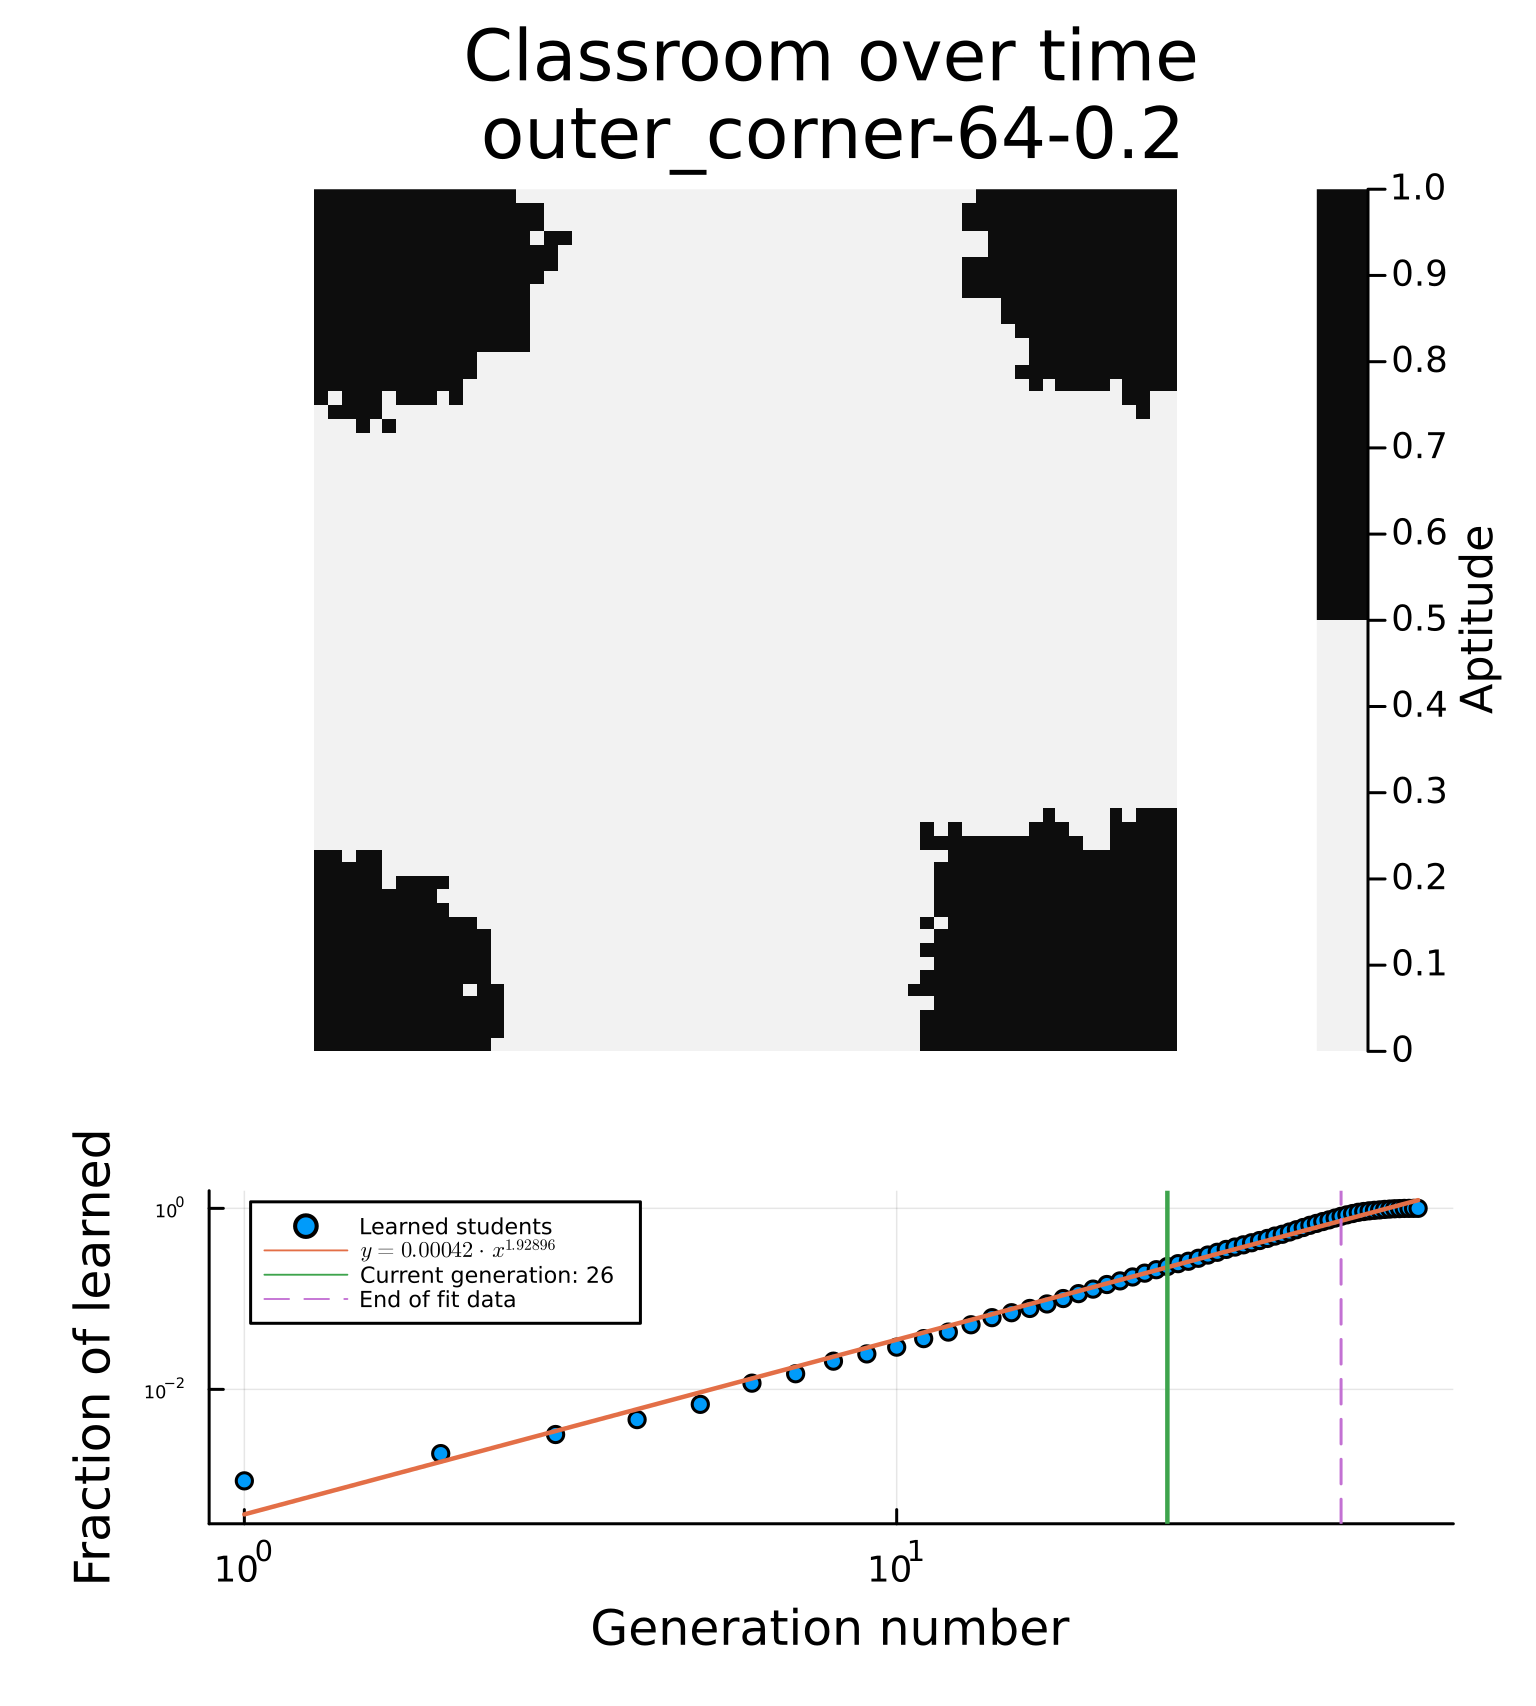 Classroom over time
outer_corner-64-0.2
1.0
0.9
0.8
0.7
0.6
0.5
0.4
0.3
0.2
0.1
0
Aptitude
Fraction of learned
10⁰
10⁻²
Learned students
y = 0.00042 · x^1.92896
Current generation: 26
End of fit data
10⁰
10¹
Generation number